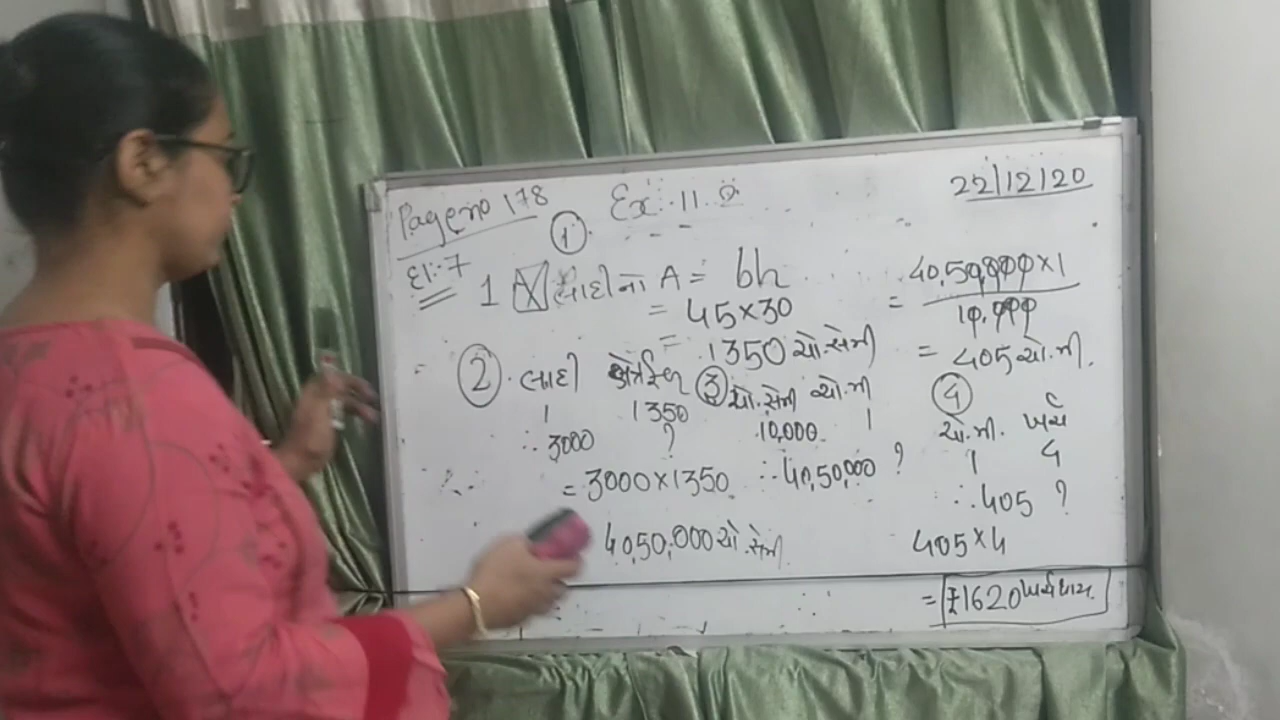 Page no 178
Ex :- 11.2
22/12/20
દા:-7
①
1 લાદીના A = bh
= 45×30
= 1350 ચો.સેમી
② લાદી ક્ષેત્રફળ
1 1350
∴ 3000 ?
= 3000×1350
40,50,000 ચો.સેમી
③ ચો.સેમી ચો.મી
10,000 1
∴ 40,50,000 ?
= 40,50,000×1
10,000
= 405 ચો.મી.
④
ચો.મી. ખર્ચ
1 4
∴ 405 ?
405×4
= ₹1620 ખર્ચ થાય.